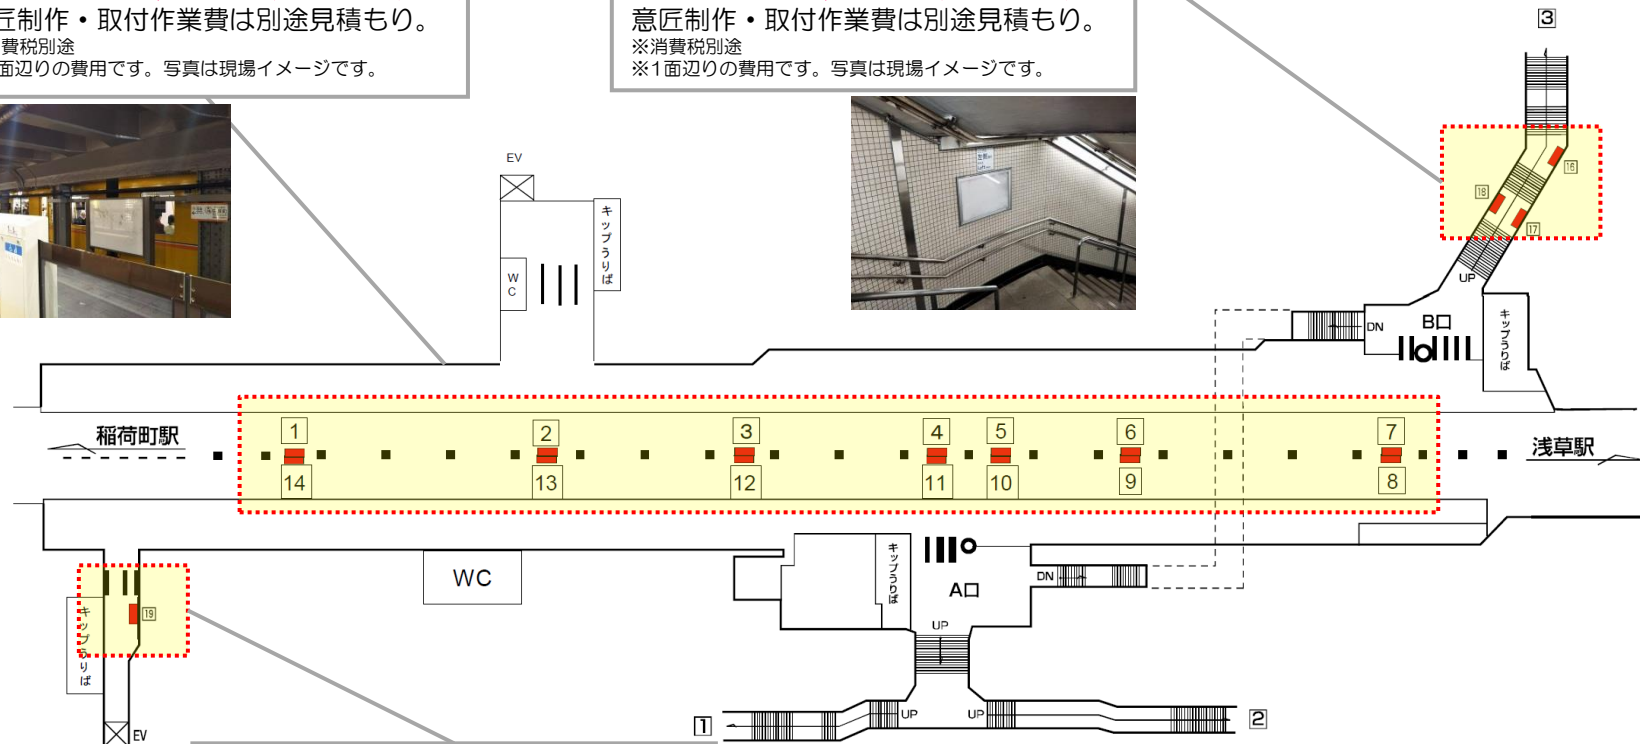 匠制作・取付作業費は別途見積もり。
費税別途
面辺りの費用です。写真は現場イメージです。
意匠制作・取付作業費は別途見積もり。
※消費税別途
※1面辺りの費用です。写真は現場イメージです。
3
EV
キップうりば
WC
16
18
17
UP
DN
B口
キップうりば
稲荷町駅
1
2
3
4
5
6
7
浅草駅
14
13
12
11
10
9
8
WC
キップうりば
A口
DN
UP
19
キップうりば
EV
1
UP
UP
2